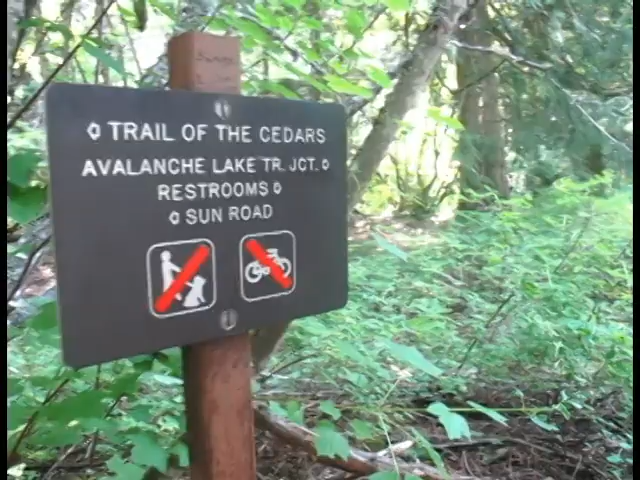 ◊ TRAIL OF THE CEDARS
AVALANCHE LAKE TR. JCT. ◊
RESTROOMS ◊
◊ SUN ROAD